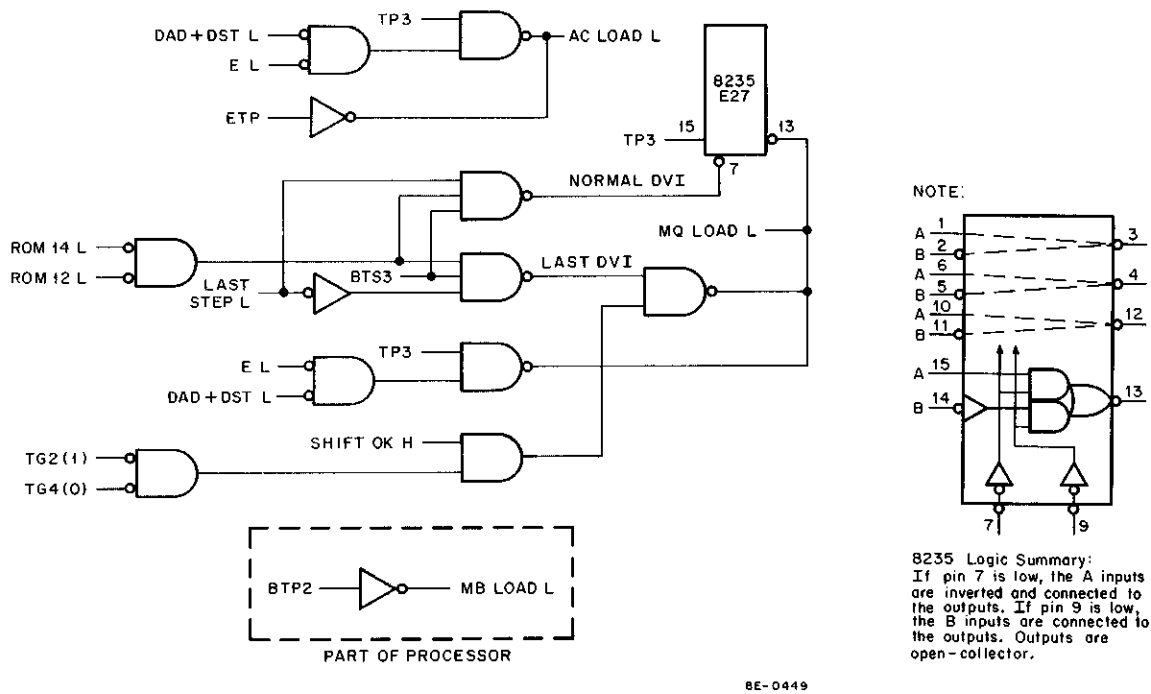 TP3
DAD+DST L
E L
AC LOAD L
ETP
8235
E27
TP3
15
13
7
NORMAL DVI
ROM 14 L
ROM 12 L
MQ LOAD L
LAST DVI
BTS3
LAST
STEP L
TP3
E L
DAD+DST L
SHIFT OK H
TG2(1)
TG4(0)
BTP2
MB LOAD L
PART OF PROCESSOR
NOTE:
A 1
3
B 2
A 6
4
B 5
A 10
12
B 11
A 15
B 14
13
7
9
8235 Logic Summary:
If pin 7 is low, the A inputs
are inverted and connected to
the outputs. If pin 9 is low,
the B inputs are connected to
the outputs. Outputs are
open-collector.
8E-0449